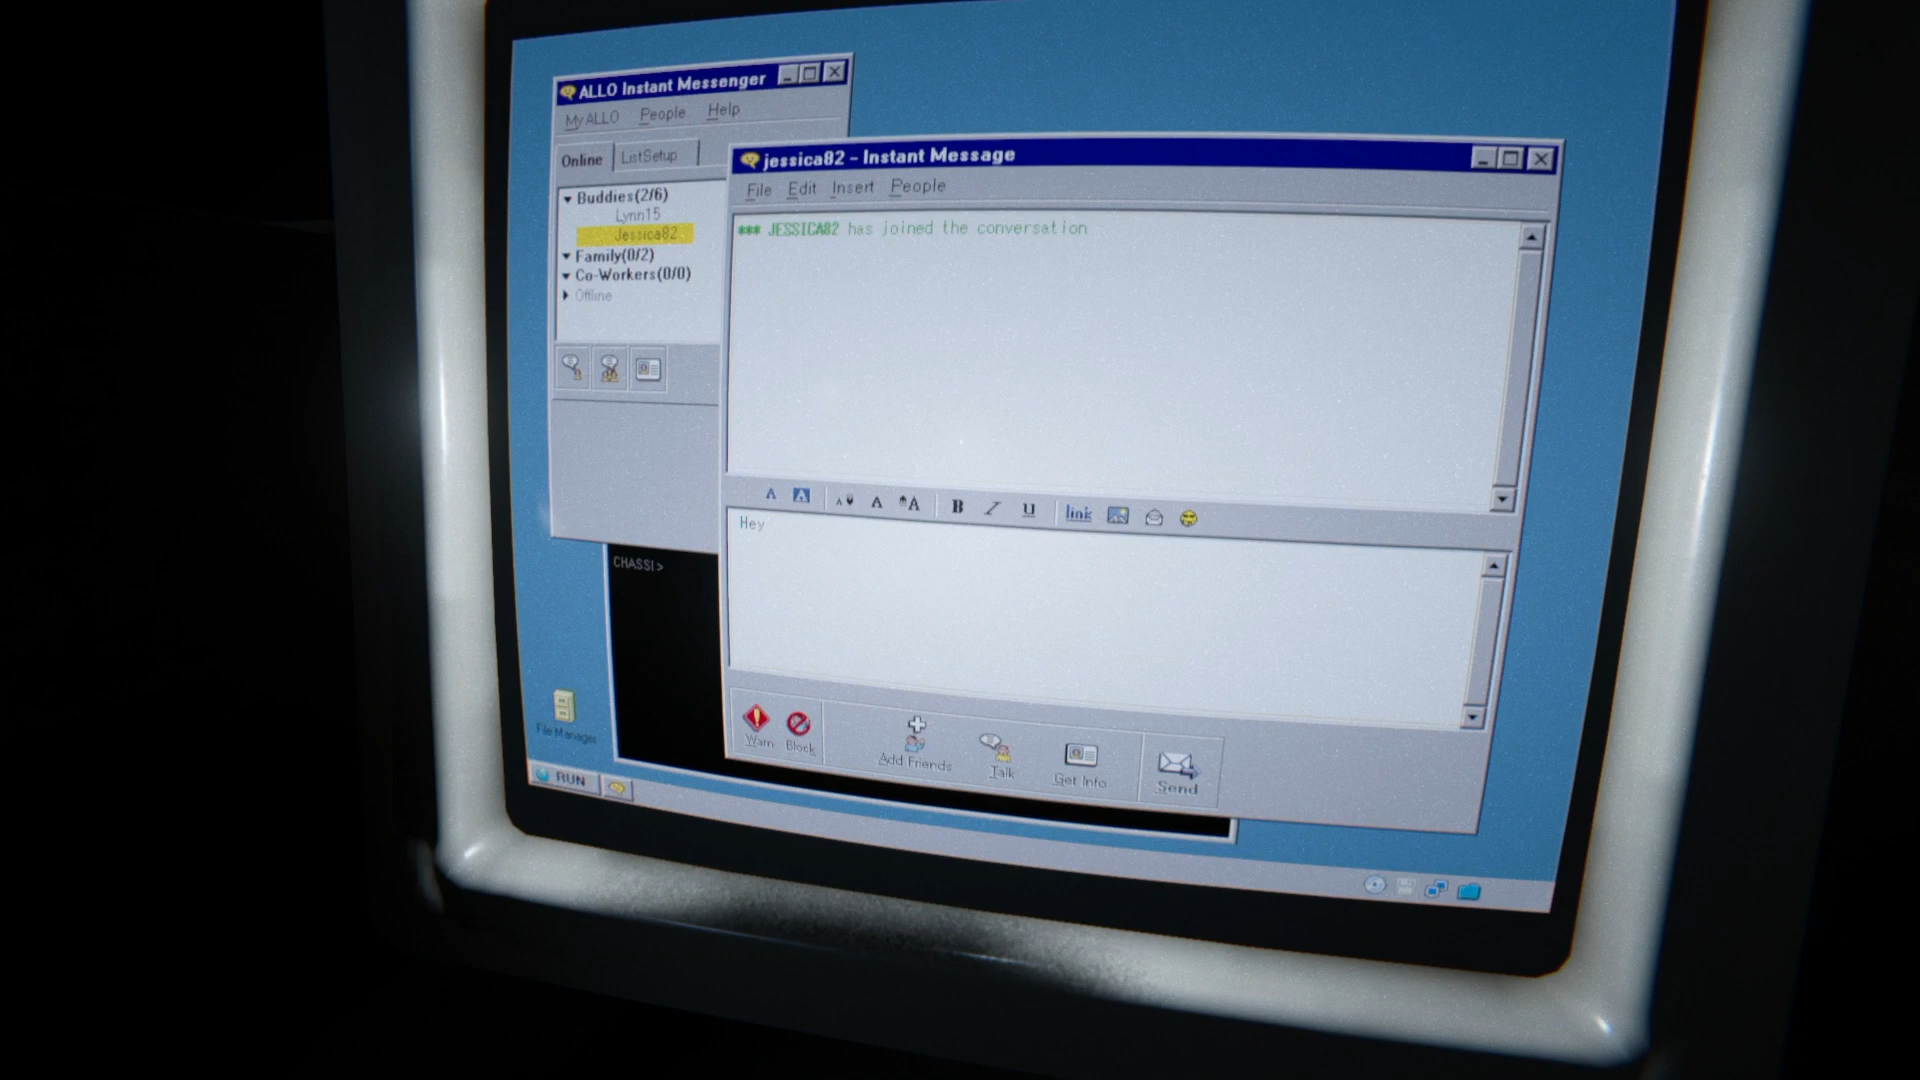 ALLO Instant Messenger
My ALLO People Help
Online ListSetup
Buddies(2/6)
Lynn15
Jessica82
Family(0/2)
Co-Workers(0/0)
Offline
jessica82 - Instant Message
File Edit Insert People
*** JESSICA82 has joined the conversation
A A A A A B I U link
Hey
Warn Block Add Friends Talk Get Info Send
CHASSI>
File Manager
RUN